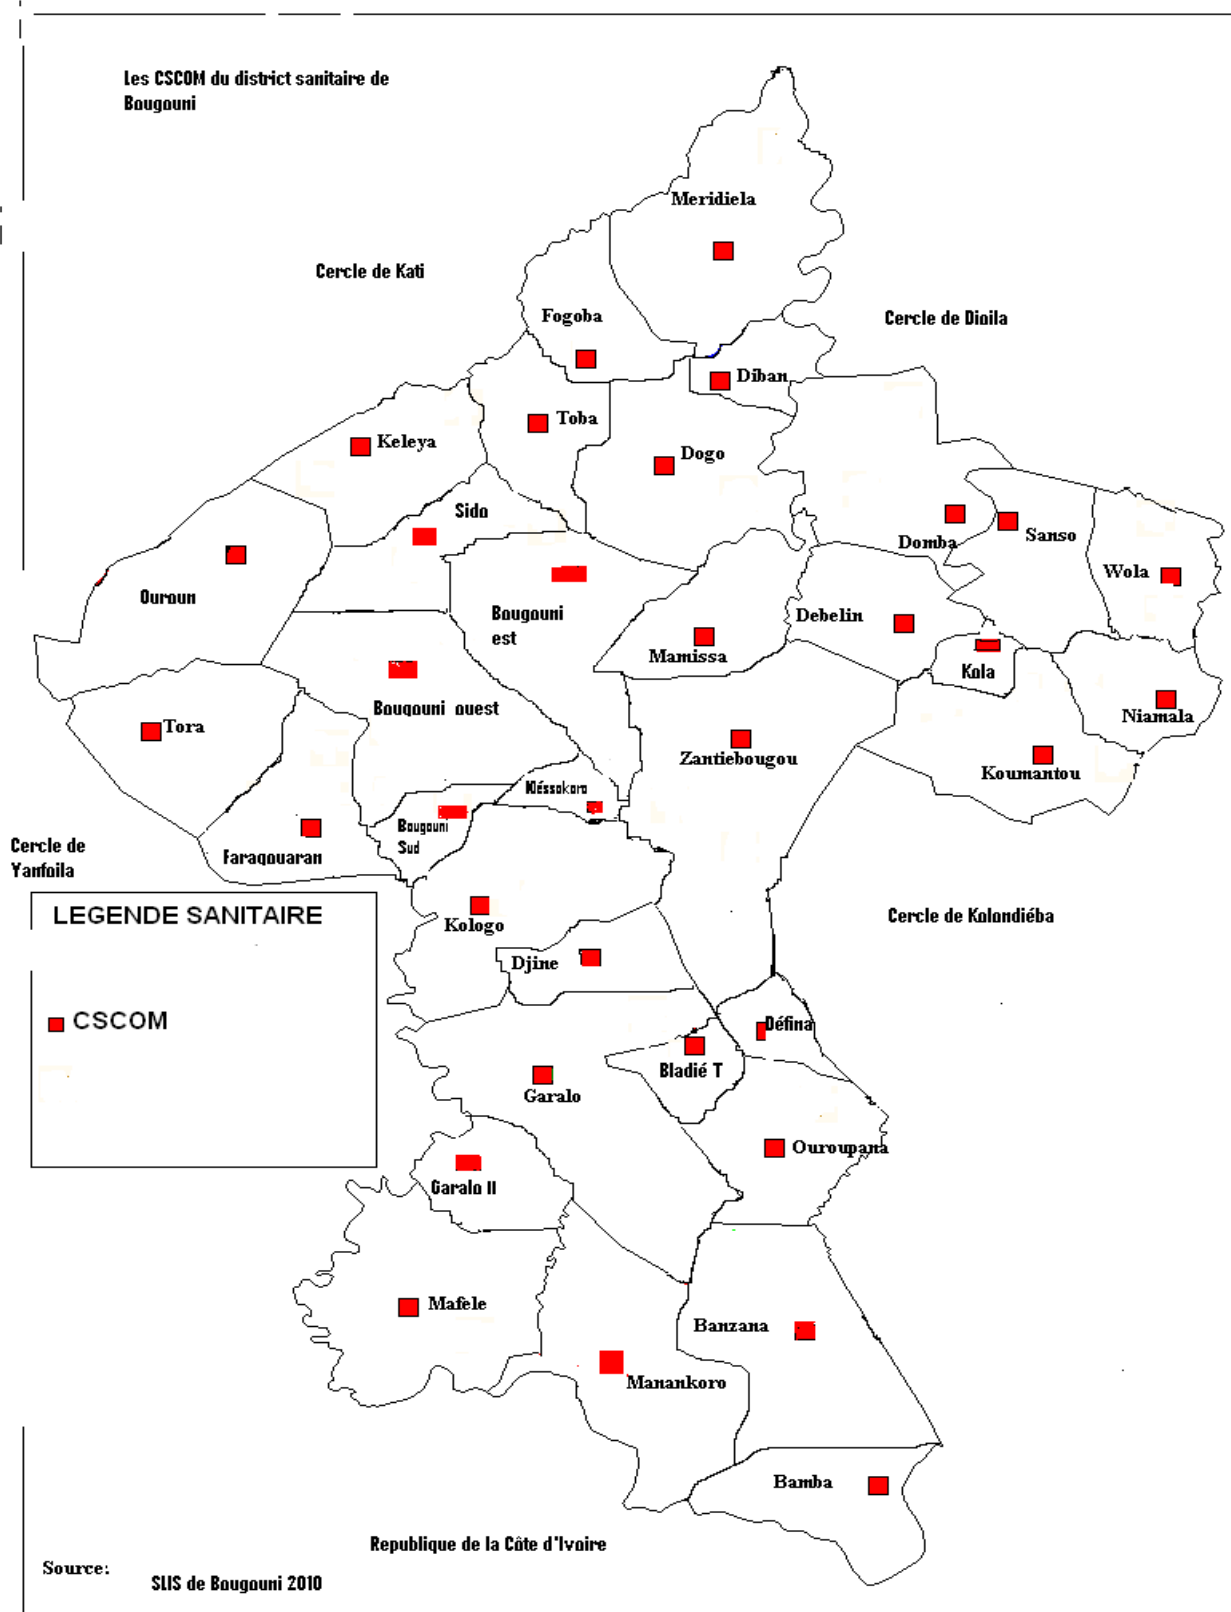 Les CSCOM du district sanitaire de
Bougouni
Meridiela
Cercle de Kati
Fogoba
Cercle de Dioila
Diban
Toba
Keleya
Dogo
Sido
Domba
Sanso
Wola
Ouroun
Bougouni
est
Debelin
Mamissa
Kola
Bougouni ouest
Tora
Niamala
Zantiebougou
Koumantou
Kléssokoro
Bougouni
Sud
Cercle de
Yanfoila
Faragouaran
LEGENDE SANITAIRE
Kologo
Cercle de Kolondiéba
Djine
CSCOM
Défina
Bladié T
Garalo
Ouroupana
Garalo II
Mafele
Banzana
Manankoro
Bamba
Republique de la Côte d'Ivoire
Source:
SLIS de Bougouni 2010